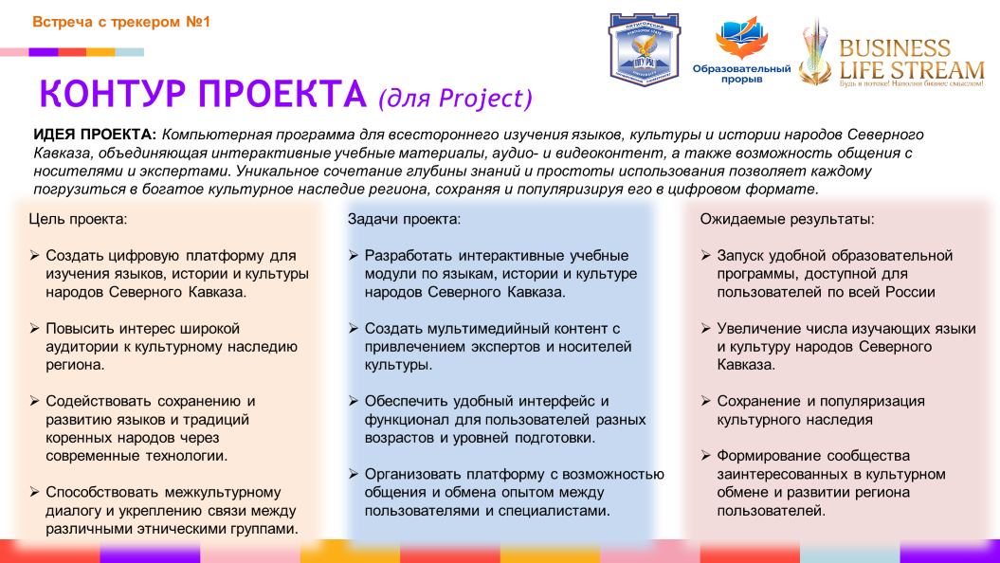 Встреча с трекером №1
Образовательный
прорыв
BUSINESS
LIFE STREAM
Будь в потоке! Наполни бизнес смыслом!
КОНТУР ПРОЕКТА (для Project)
ИДЕЯ ПРОЕКТА: Компьютерная программа для всестороннего изучения языков, культуры и истории народов Северного
Кавказа, объединяющая интерактивные учебные материалы, аудио- и видеоконтент, а также возможность общения с
носителями и экспертами. Уникальное сочетание глубины знаний и простоты использования позволяет каждому
погрузиться в богатое культурное наследие региона, сохраняя и популяризируя его в цифровом формате.
Цель проекта:
➢ Создать цифровую платформу для
изучения языков, истории и культуры
народов Северного Кавказа.
➢ Повысить интерес широкой
аудитории к культурному наследию
региона.
➢ Содействовать сохранению и
развитию языков и традиций
коренных народов через
современные технологии.
➢ Способствовать межкультурному
диалогу и укреплению связи между
различными этническими группами.
Задачи проекта:
➢ Разработать интерактивные учебные
модули по языкам, истории и культуре
народов Северного Кавказа.
➢ Создать мультимедийный контент с
привлечением экспертов и носителей
культуры.
➢ Обеспечить удобный интерфейс и
функционал для пользователей разных
возрастов и уровней подготовки.
➢ Организовать платформу с возможностью
общения и обмена опытом между
пользователями и специалистами.
Ожидаемые результаты:
➢ Запуск удобной образовательной
программы, доступной для
пользователей по всей России
➢ Увеличение числа изучающих языки
и культуру народов Северного
Кавказа.
➢ Сохранение и популяризация
культурного наследия
➢ Формирование сообщества
заинтересованных в культурном
обмене и развитии региона
пользователей.